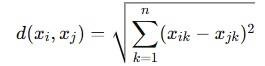 d(x_i, x_j) = \sqrt{\sum_{k=1}^{n} (x_{ik} - x_{jk})^2}